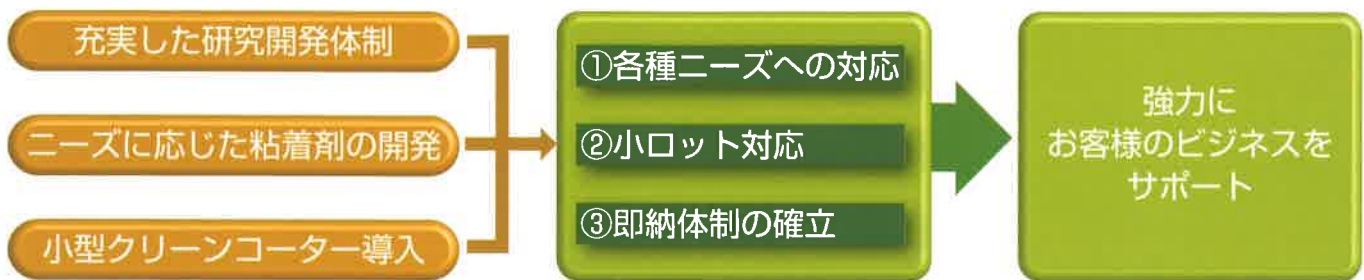 充実した研究開発体制
ニーズに応じた粘着剤の開発
小型クリーンコーター導入
①各種ニーズへの対応
②小ロット対応
③即納体制の確立
強力に
お客様のビジネスを
サポート